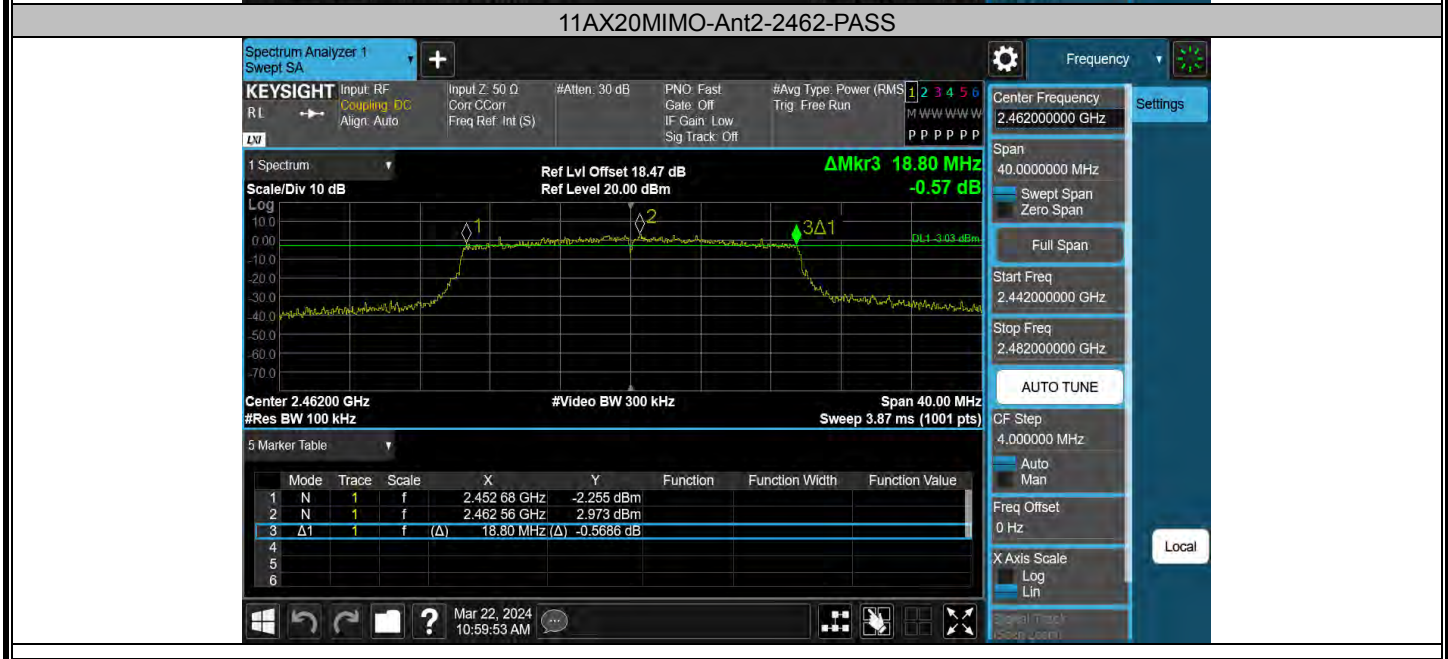 11AX20MIMO-Ant2-2462-PASS
Spectrum Analyzer 1
Swept SA
+
Frequency
KEYSIGHT
RL
LXI
Input: RF
Coupling: DC
Align: Auto
Input Z: 50 Ω
Corr CCorr
Freq Ref: Int (S)
#Atten: 30 dB
PNO: Fast
Gate: Off
IF Gain: Low
Sig Track: Off
#Avg Type: Power (RMS
Trig: Free Run
1 2 3 4 5 6
M W W W W W
P P P P P P
1 Spectrum
Scale/Div 10 dB
Ref Lvl Offset 18.47 dB
Ref Level 20.00 dBm
ΔMkr3 18.80 MHz
-0.57 dB
Log
10.0
0.00
-10.0
-20.0
-30.0
-40.0
-50.0
-60.0
-70.0
1
2
3Δ1
DL1 -3.03 dBm
Center 2.46200 GHz
#Res BW 100 kHz
#Video BW 300 kHz
Span 40.00 MHz
Sweep 3.87 ms (1001 pts)
5 Marker Table
Mode Trace Scale X Y Function Function Width Function Value
1 N 1 f 2.452 68 GHz -2.255 dBm
2 N 1 f 2.462 56 GHz 2.973 dBm
3 Δ1 1 f (Δ) 18.80 MHz (Δ) -0.5686 dB
4
5
6
?
Mar 22, 2024
10:59:53 AM
Center Frequency
2.462000000 GHz
Settings
Span
40.0000000 MHz
Swept Span
Zero Span
Full Span
Start Freq
2.442000000 GHz
Stop Freq
2.482000000 GHz
AUTO TUNE
CF Step
4.000000 MHz
Auto
Man
Freq Offset
0 Hz
X Axis Scale
Log
Lin
Local
Signal Track
(Span Zoom)